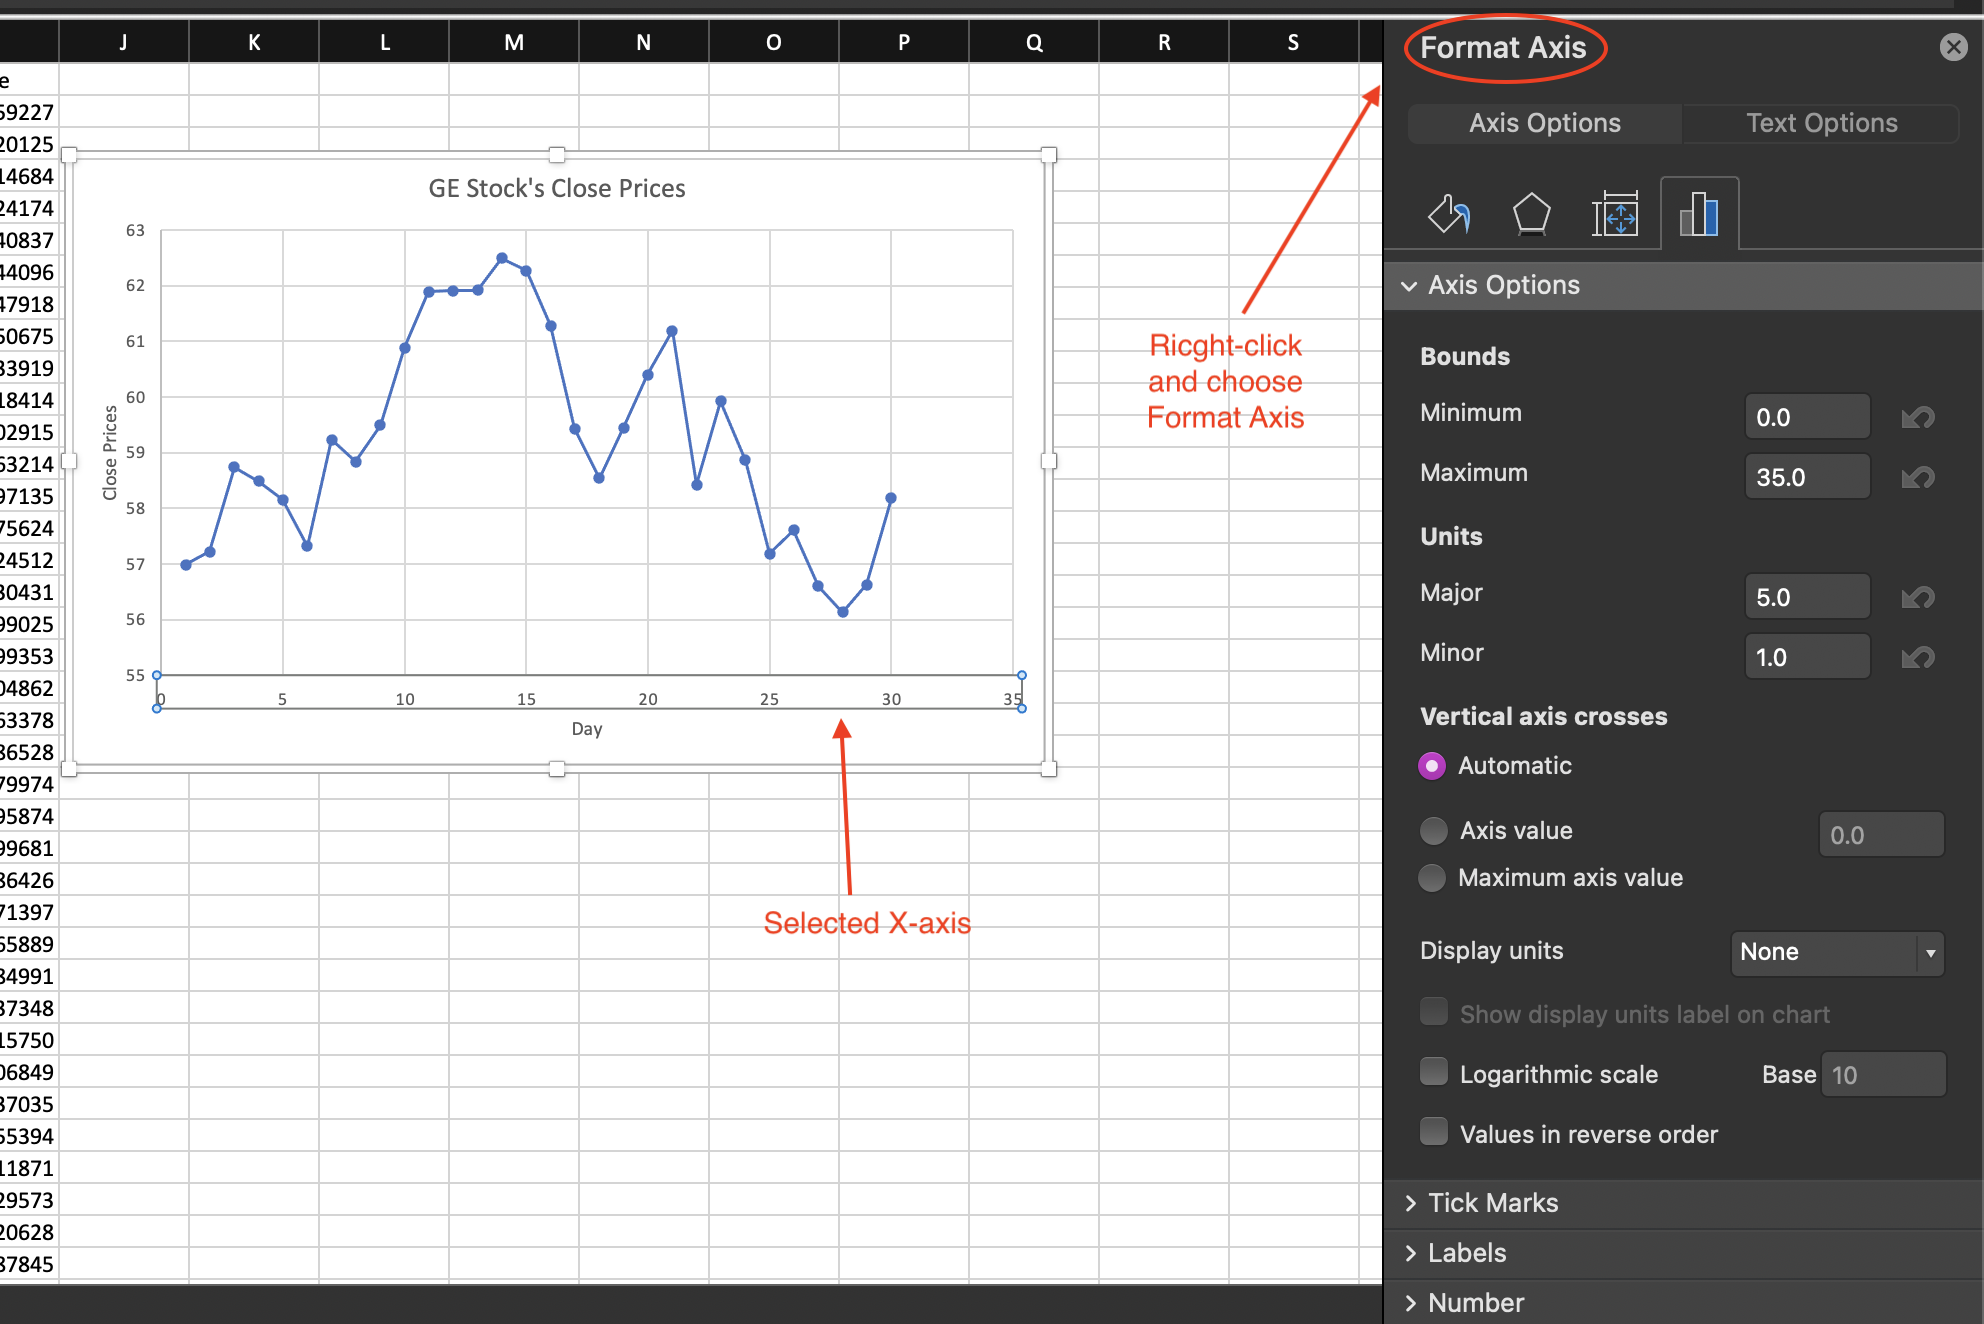 J K L M N O P Q R S
e
59227
20125
14684
24174
40837
44096
47918
50675
33919
18414
02915
63214
97135
75624
24512
30431
99025
99353
04862
63378
36528
79974
95874
99681
36426
71397
65889
34991
37348
15750
06849
37035
55394
11871
29573
20628
37845
GE Stock's Close Prices
63
62
61
60
59
58
57
56
55
Close Prices
0 5 10 15 20 25 30 35
Day
Ricght-click
and choose
Format Axis
Selected X-axis
Format Axis
Axis Options Text Options
Axis Options
Bounds
Minimum 0.0
Maximum 35.0
Units
Major 5.0
Minor 1.0
Vertical axis crosses
Automatic
Axis value 0.0
Maximum axis value
Display units None
Show display units label on chart
Logarithmic scale Base 10
Values in reverse order
Tick Marks
Labels
Number